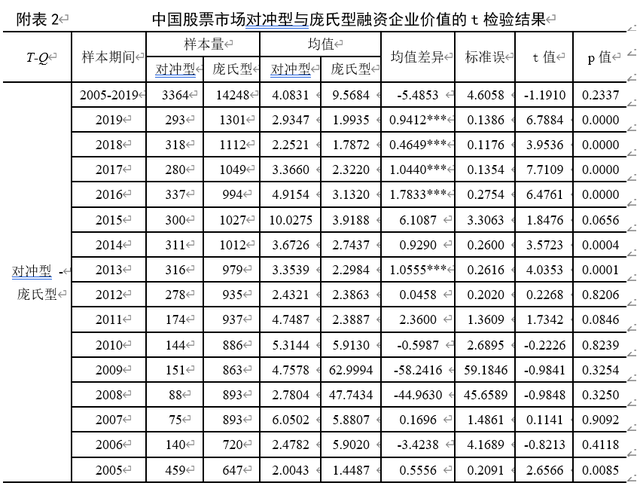 附表 2 中国股票市场对冲型与庞氏型融资企业价值的 t 检验结果
T-Q 样本期间 样本量 均值 均值差异 标准误 t 值 p 值
对冲型 庞氏型 对冲型 庞氏型
对冲型 -庞氏型
2005-2019 3364 14248 4.0831 9.5684 -5.4853 4.6058 -1.1910 0.2337
2019 293 1301 2.9347 1.9935 0.9412*** 0.1386 6.7884 0.0000
2018 318 1112 2.2521 1.7872 0.4649*** 0.1176 3.9536 0.0000
2017 280 1049 3.3660 2.3220 1.0440*** 0.1354 7.7109 0.0000
2016 337 994 4.9154 3.1320 1.7833*** 0.2754 6.4761 0.0000
2015 300 1027 10.0275 3.9188 6.1087 3.3063 1.8476 0.0656
2014 311 1012 3.6726 2.7437 0.9290 0.2600 3.5723 0.0004
2013 316 979 3.3539 2.2984 1.0555*** 0.2616 4.0353 0.0001
2012 278 935 2.4321 2.3863 0.0458 0.2020 0.2268 0.8206
2011 174 937 4.7487 2.3887 2.3600 1.3609 1.7342 0.0846
2010 144 886 5.3144 5.9130 -0.5987 2.6895 -0.2226 0.8239
2009 151 863 4.7578 62.9994 -58.2416 59.1846 -0.9841 0.3254
2008 88 893 2.7804 47.7434 -44.9630 45.6589 -0.9848 0.3250
2007 75 893 6.0502 5.8807 0.1696 1.4861 0.1141 0.9092
2006 140 720 2.4782 5.9020 -3.4238 4.1689 -0.8213 0.4118
2005 459 647 2.0043 1.4487 0.5556 0.2091 2.6566 0.0085